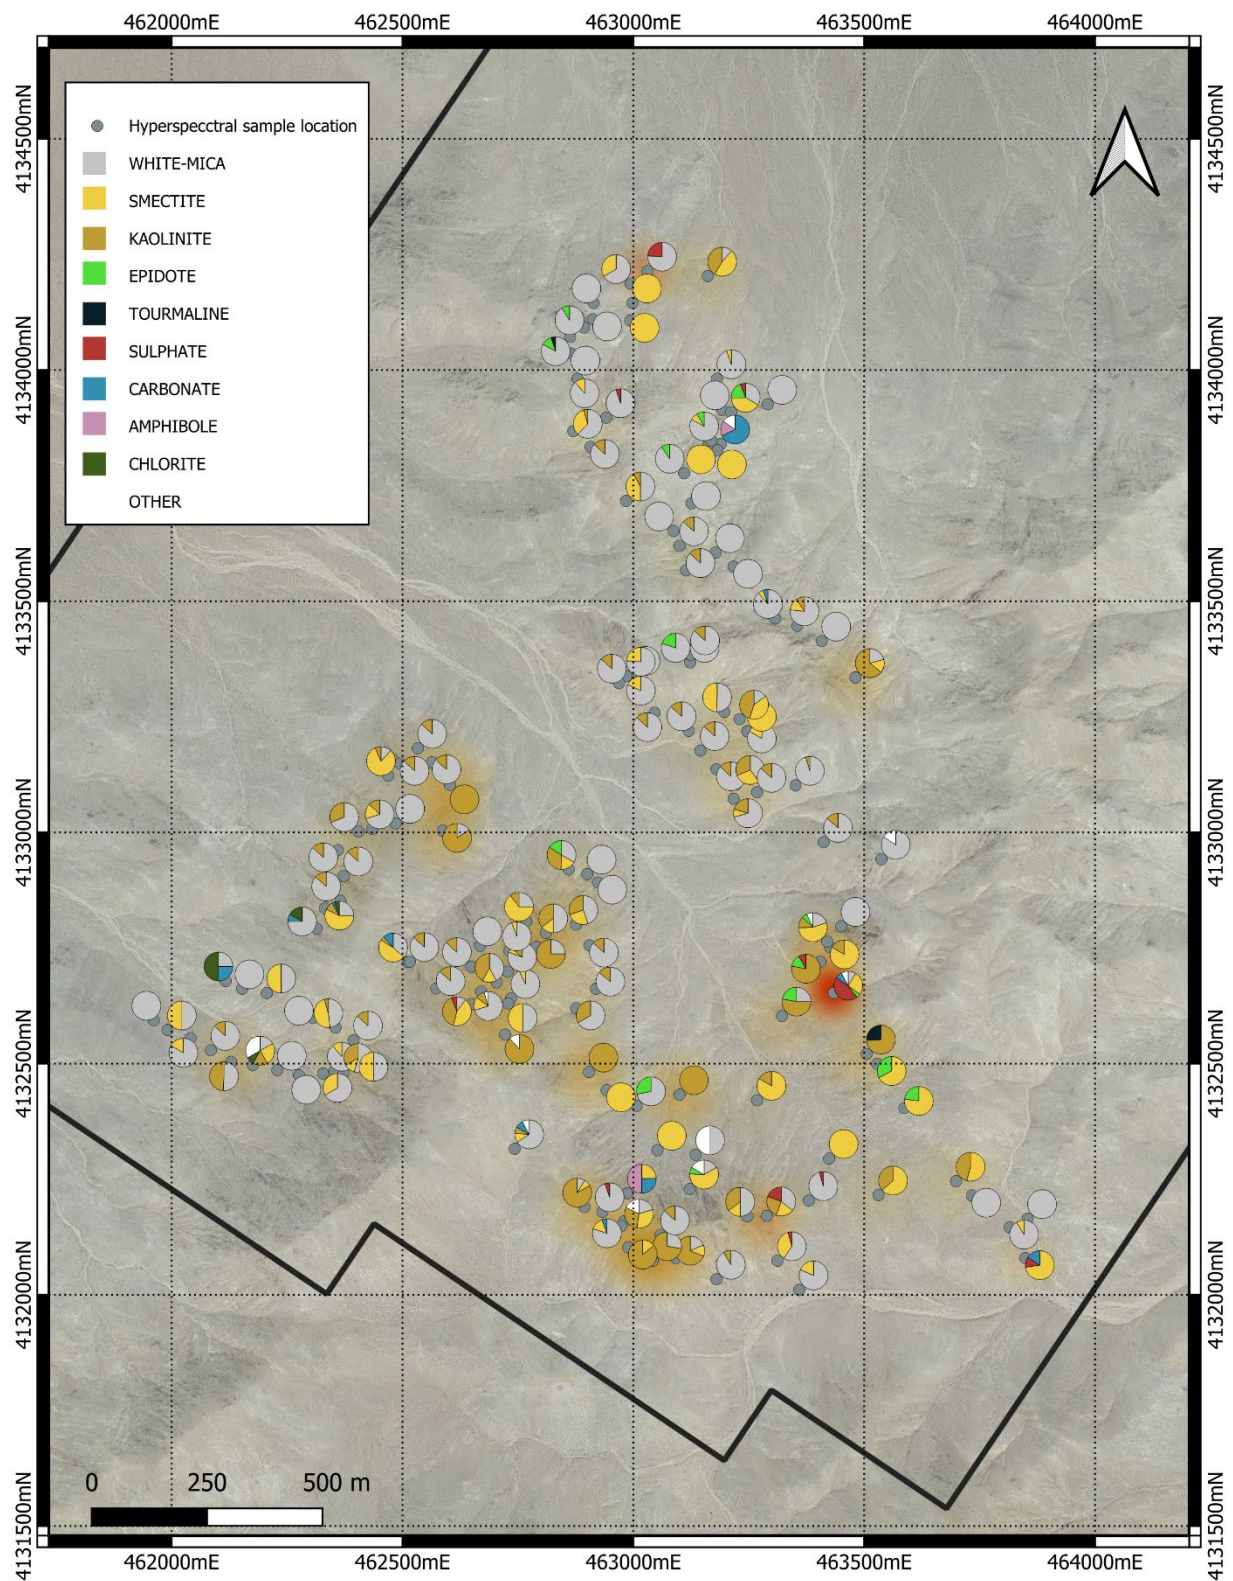 462000mE 462500mE 463000mE 463500mE 464000mE
4134500mN 4134500mN
Hyperspecctral sample location
WHITE-MICA
SMECTITE
KAOLINITE
EPIDOTE
TOURMALINE
SULPHATE
CARBONATE
AMPHIBOLE
CHLORITE
OTHER
4134000mN 4134000mN
4133500mN 4133500mN
4133000mN 4133000mN
4132500mN 4132500mN
4132000mN 4132000mN
0 250 500 m
4131500mN 4131500mN
462000mE 462500mE 463000mE 463500mE 464000mE